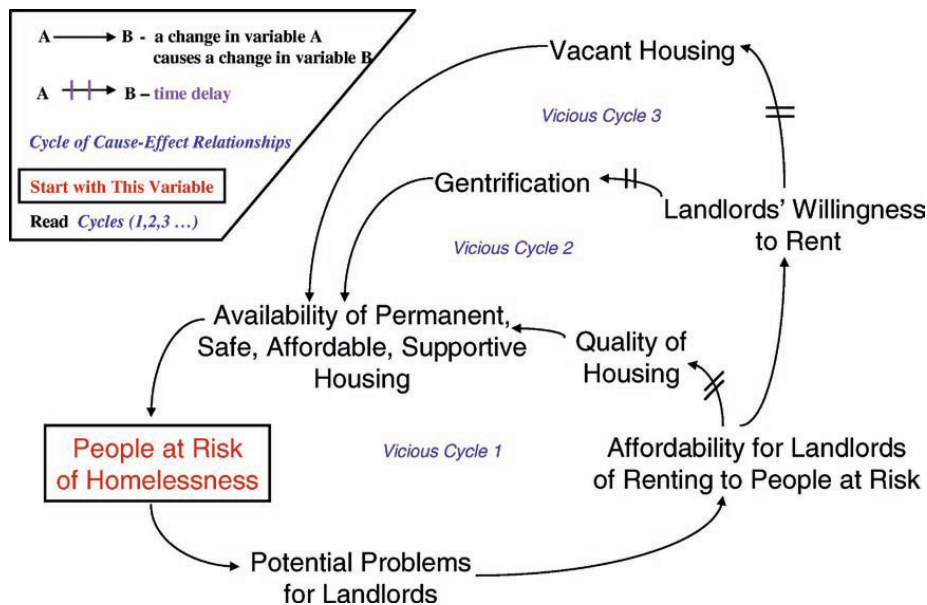 A B - a change in variable A
causes a change in variable B
A B – time delay
Cycle of Cause-Effect Relationships
Start with This Variable
Read Cycles (1,2,3 ...)
Vacant Housing
Vicious Cycle 3
Gentrification
Landlords' Willingness
to Rent
Vicious Cycle 2
Availability of Permanent,
Safe, Affordable, Supportive
Housing
Quality of
Housing
People at Risk
of Homelessness
Vicious Cycle 1
Affordability for Landlords
of Renting to People at Risk
Potential Problems
for Landlords